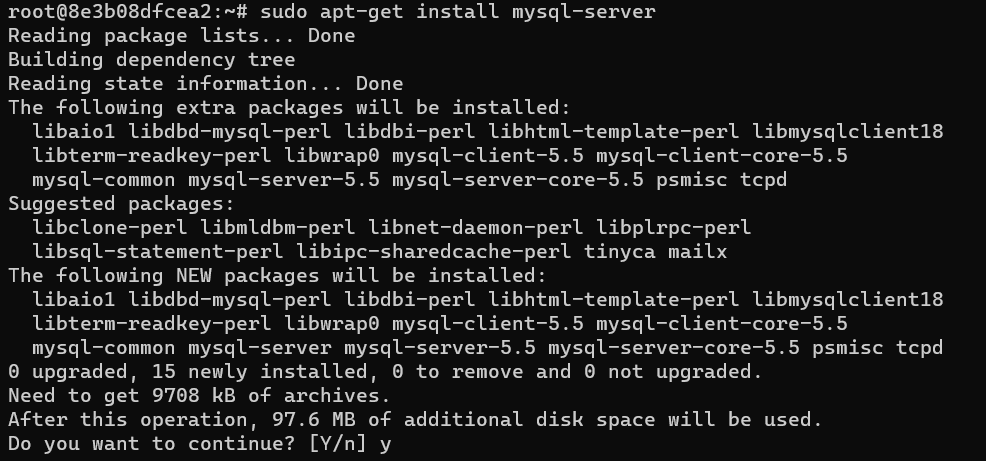 root@8e3b08dfcea2:~# sudo apt-get install mysql-server
Reading package lists... Done
Building dependency tree
Reading state information... Done
The following extra packages will be installed:
  libaio1 libdbd-mysql-perl libdbi-perl libhtml-template-perl libmysqlclient18
  libterm-readkey-perl libwrap0 mysql-client-5.5 mysql-client-core-5.5
  mysql-common mysql-server-5.5 mysql-server-core-5.5 psmisc tcpd
Suggested packages:
  libclone-perl libmldbm-perl libnet-daemon-perl libplrpc-perl
  libsql-statement-perl libipc-sharedcache-perl tinyca mailx
The following NEW packages will be installed:
  libaio1 libdbd-mysql-perl libdbi-perl libhtml-template-perl libmysqlclient18
  libterm-readkey-perl libwrap0 mysql-client-5.5 mysql-client-core-5.5
  mysql-common mysql-server mysql-server-5.5 mysql-server-core-5.5 psmisc tcpd
0 upgraded, 15 newly installed, 0 to remove and 0 not upgraded.
Need to get 9708 kB of archives.
After this operation, 97.6 MB of additional disk space will be used.
Do you want to continue? [Y/n] y